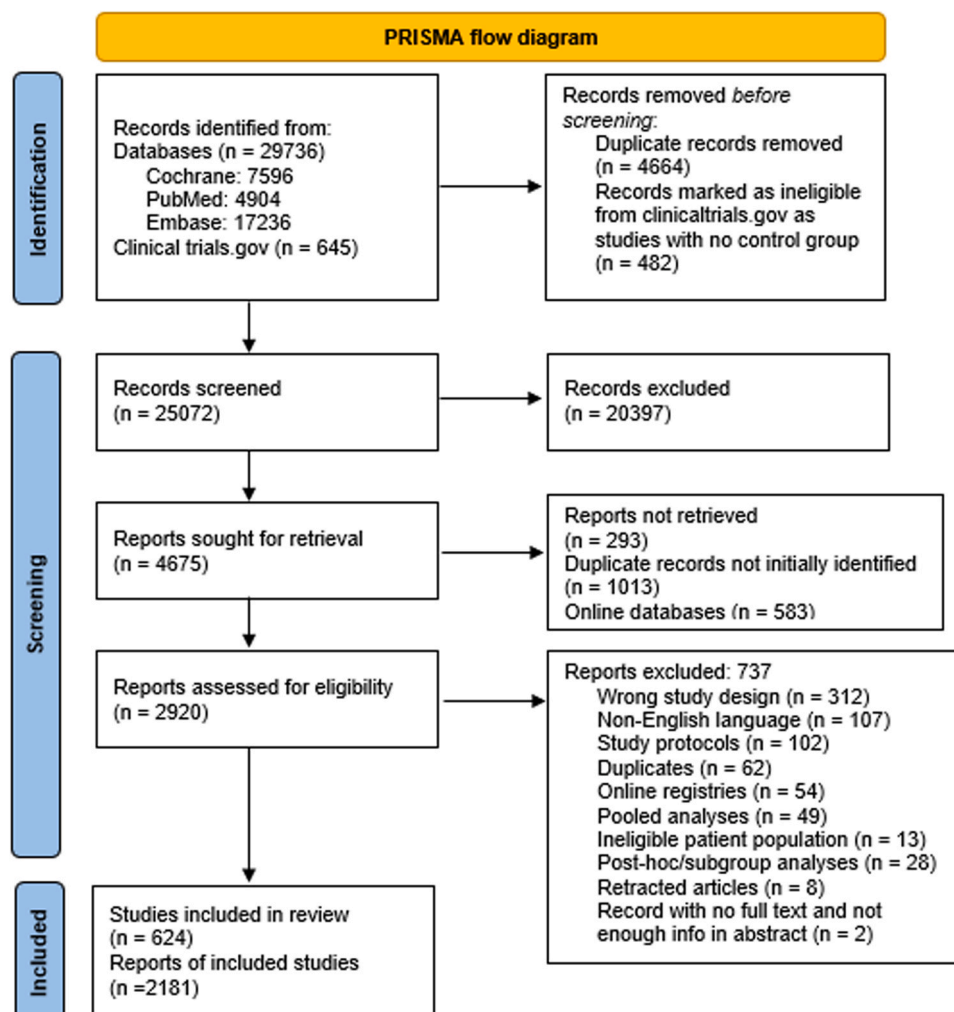 PRISMA flow diagram
Identification
Records identified from:
Databases (n = 29736)
Cochrane: 7596
PubMed: 4904
Embase: 17236
Clinical trials.gov (n = 645)
Records removed before
screening:
Duplicate records removed
(n = 4664)
Records marked as ineligible
from clinicaltrials.gov as
studies with no control group
(n = 482)
Screening
Records screened
(n = 25072)
Records excluded
(n = 20397)
Reports sought for retrieval
(n = 4675)
Reports not retrieved
(n = 293)
Duplicate records not initially identified
(n = 1013)
Online databases (n = 583)
Reports assessed for eligibility
(n = 2920)
Reports excluded: 737
Wrong study design (n = 312)
Non-English language (n = 107)
Study protocols (n = 102)
Duplicates (n = 62)
Online registries (n = 54)
Pooled analyses (n = 49)
Ineligible patient population (n = 13)
Post-hoc/subgroup analyses (n = 28)
Retracted articles (n = 8)
Record with no full text and not
enough info in abstract (n = 2)
Included
Studies included in review
(n = 624)
Reports of included studies
(n =2181)